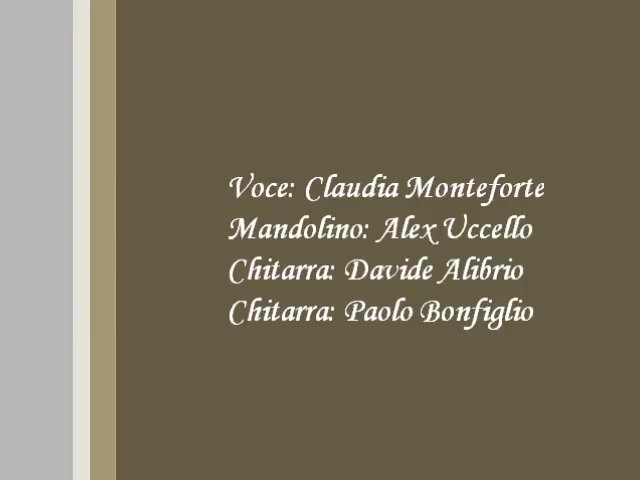 Voce: Claudia Monteforte
Mandolino: Alex Uccello
Chitarra: Davide Alibrio
Chitarra: Paolo Bonfiglio